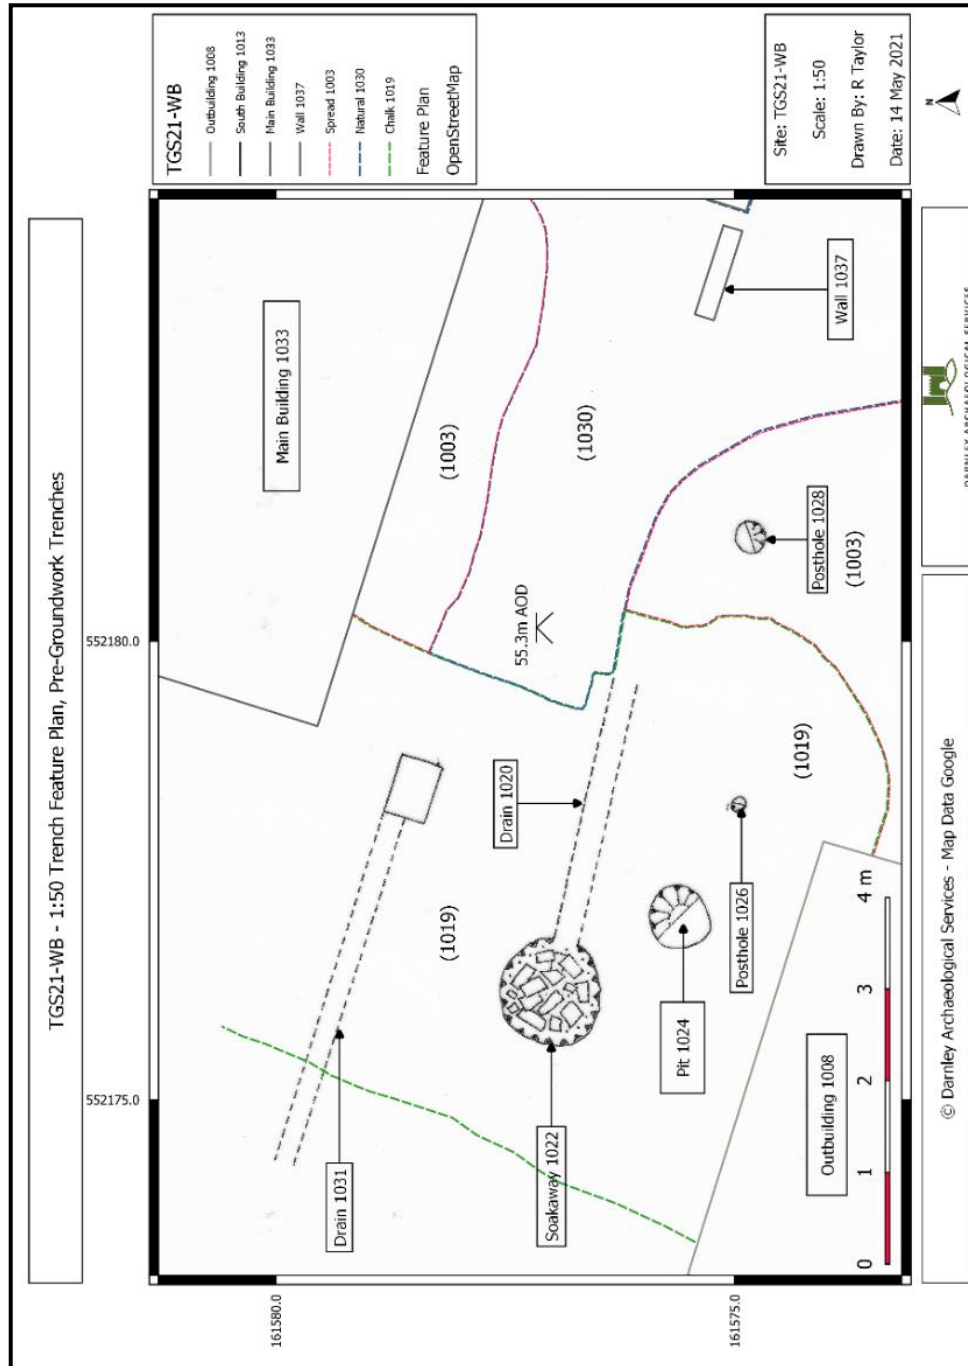 TGS21-WB - 1:50 Trench Feature Plan, Pre-Groundwork Trenches
552175.0
552180.0
161580.0
161575.0
Main Building 1033
(1003)
(1030)
55.3m AOD
Wall 1037
Posthole 1028
(1003)
Drain 1020
(1019)
(1019)
Drain 1031
Soakaway 1022
Pit 1024
Posthole 1026
Outbuilding 1008
0 1 2 3 4 m
TGS21-WB
Outbuilding 1008
South Building 1013
Main Building 1033
Wall 1037
Spread 1003
Natural 1030
Chalk 1019
Feature Plan
OpenStreetMap
Site: TGS21-WB
Scale: 1:50
Drawn By: R Taylor
Date: 14 May 2021
N
© Darnley Archaeological Services - Map Data Google
DARNLEY ARCHAEOLOGICAL SERVICES